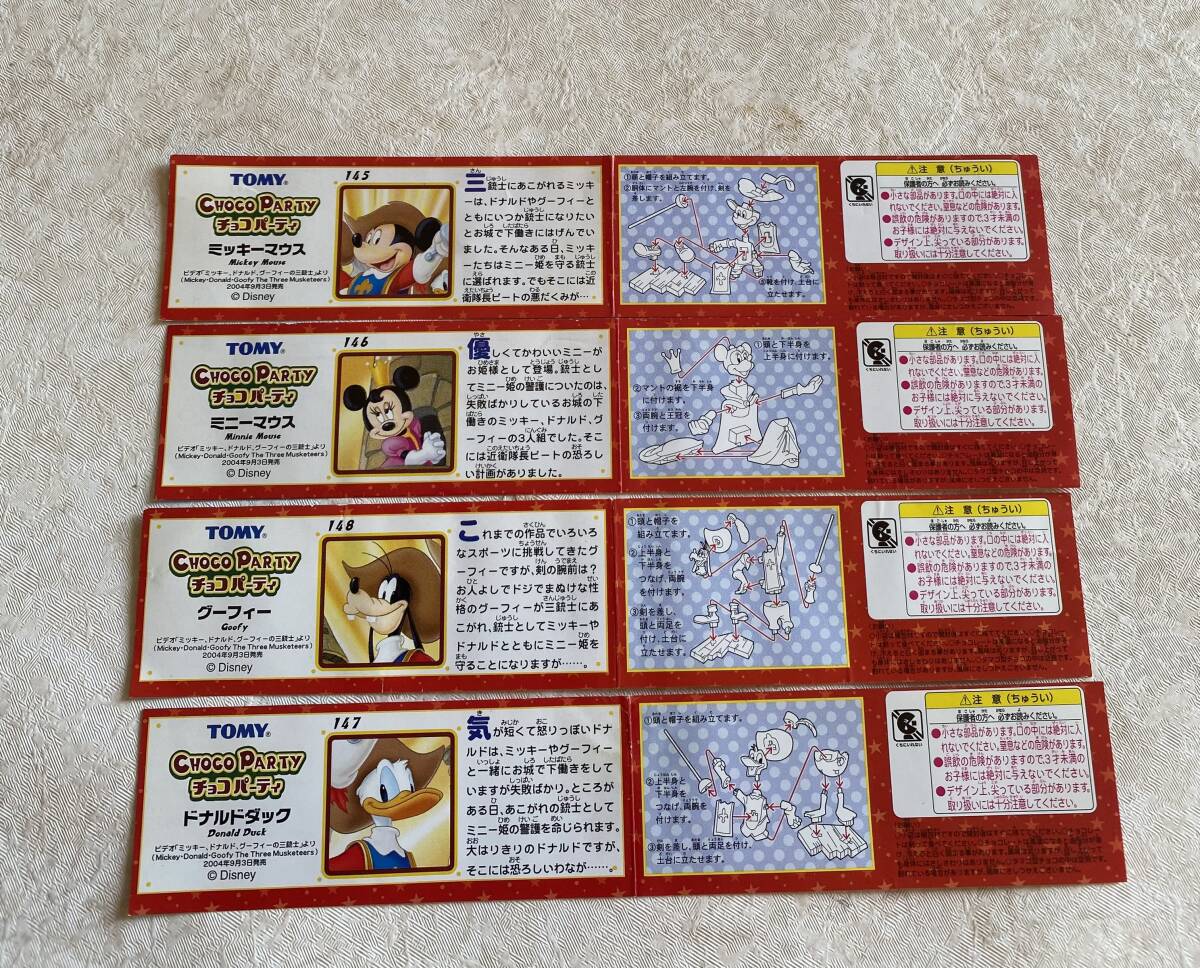 TOMY®
CHOCO PARTY
チョコパーティ
ミッキーマウス
Mickey Mouse
ビデオ「ミッキー、ドナルド、グーフィーの三銃士」より
(Mickey・Donald・Goofy The Three Musketeers)
2004年9月3日発売
© Disney
145
三銃士にあこがれるミッキ
ーは、ドナルドやグーフィーと
ともにいつか銃士になりたい
とお城で下働きにはげんでい
ました。そんなある日、ミッキ
ーたちはミニー姫を守る銃士
に選ばれます。でもそこには近
衛隊長ピートの悪だくみが…
①頭と帽子を組み立てます。
②胴体にマントと左腕を付け、剣を
差します。
③靴を付け、土台に
立たせます。
くちにいれない
⚠注意（ちゅうい）
保護者の方へ 必ずお読みください。
●小さな部品があります。口の中には絶対に入
れないでください。窒息などの危険があります。
●誤飲の危険がありますので3才未満の
お子様には絶対に与えないでください。
●デザイン上、尖っている部分があります。
取り扱いには十分注意してください。
TOMY®
CHOCO PARTY
チョコパーティ
ミニーマウス
Minnie Mouse
ビデオ「ミッキー、ドナルド、グーフィーの三銃士」より
(Mickey・Donald・Goofy The Three Musketeers)
2004年9月3日発売
© Disney
146
優しくてかわいいミニーが
お姫様として登場。銃士とし
てミニー姫の警護についたのは、
失敗ばかりしているお城の下
働きのミッキー、ドナルド、グ
ーフィーの3人組でした。そこ
には近衛隊長ピートの恐ろし
い計画がありました。
①頭と下半身を
上半身に付けます。
②マントの裾を下半身
に付けます。
③両腕と王冠を
付けます。
くちにいれない
⚠注意（ちゅうい）
保護者の方へ 必ずお読みください。
●小さな部品があります。口の中には絶対に入
れないでください。窒息などの危険があります。
●誤飲の危険がありますので3才未満の
お子様には絶対に与えないでください。
●デザイン上、尖っている部分があります。
取り扱いには十分注意してください。
TOMY®
CHOCO PARTY
チョコパーティ
グーフィー
Goofy
ビデオ「ミッキー、ドナルド、グーフィーの三銃士」より
(Mickey・Donald・Goofy The Three Musketeers)
2004年9月3日発売
© Disney
148
これまでの作品でいろいろ
なスポーツに挑戦してきたグ
ーフィーですが、剣の腕前は？
お人よしでドジでまぬけな性
格のグーフィーが三銃士にあ
こがれ、銃士としてミッキーや
ドナルドとともにミニー姫を
守ることになりますが……。
①頭と帽子を
組み立てます。
②上半身と
下半身を
つなげ、両腕
を付けます。
③剣を差し、
頭と両足を
付け、土台に
立たせます。
くちにいれない
⚠注意（ちゅうい）
保護者の方へ 必ずお読みください。
●小さな部品があります。口の中には絶対に入
れないでください。窒息などの危険があります。
●誤飲の危険がありますので3才未満の
お子様には絶対に与えないでください。
●デザイン上、尖っている部分があります。
取り扱いには十分注意してください。
TOMY®
CHOCO PARTY
チョコパーティ
ドナルドダック
Donald Duck
ビデオ「ミッキー、ドナルド、グーフィーの三銃士」より
(Mickey・Donald・Goofy The Three Musketeers)
2004年9月3日発売
© Disney
147
気が短くて怒りっぽいドナ
ルドは、ミッキーやグーフィー
と一緒にお城で下働きをして
いますが失敗ばかり。ところが
ある日、あこがれの銃士として
ミニー姫の警護を命じられます。
大はりきりのドナルドですが、
そこには恐ろしいわなが……。
①頭と帽子を組み立てます。
②上半身と
下半身を
つなげ、両腕を
付けます。
③剣を差し、頭と両足を付け、
土台に立たせます。
くちにいれない
⚠注意（ちゅうい）
保護者の方へ 必ずお読みください。
●小さな部品があります。口の中には絶対に入
れないでください。窒息などの危険があります。
●誤飲の危険がありますので3才未満の
お子様には絶対に与えないでください。
●デザイン上、尖っている部分があります。
取り扱いには十分注意してください。